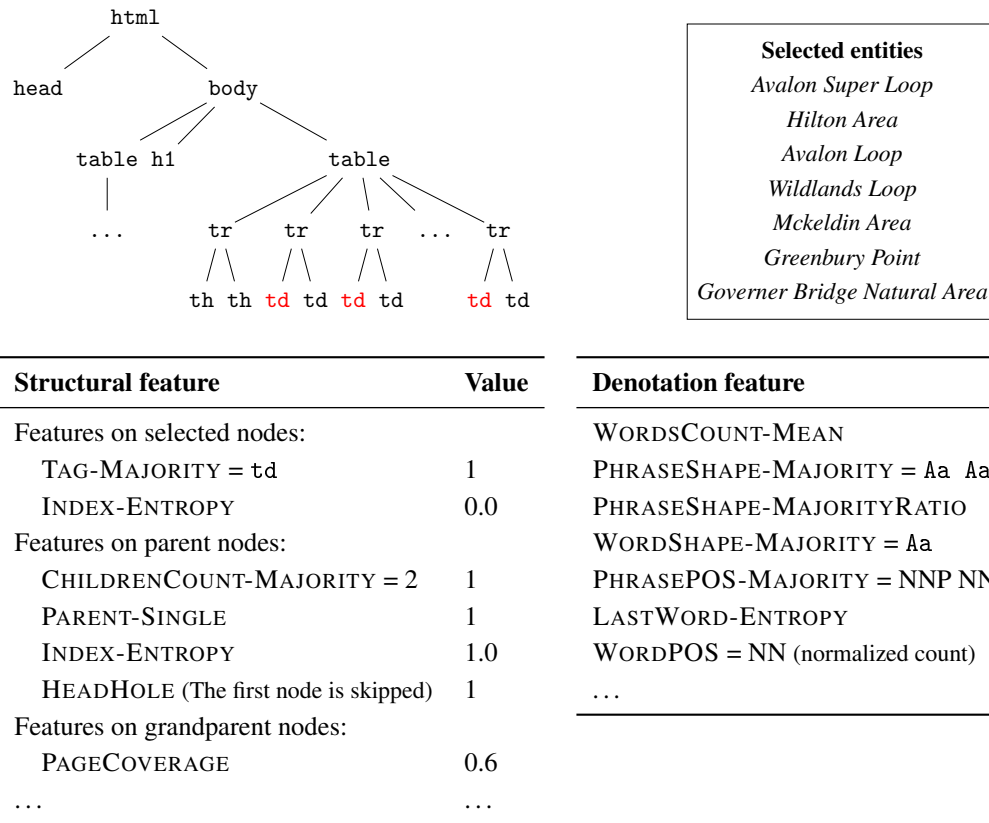 html
head body
table h1 table
... tr tr tr ... tr
th th td td td td td td
Selected entities
Avalon Super Loop
Hilton Area
Avalon Loop
Wildlands Loop
Mckeldin Area
Greenbury Point
Governer Bridge Natural Area
Structural feature Value
Features on selected nodes:
TAG-MAJORITY = td 1
INDEX-ENTROPY 0.0
Features on parent nodes:
CHILDRENCOUNT-MAJORITY = 2 1
PARENT-SINGLE 1
INDEX-ENTROPY 1.0
HEADHOLE (The first node is skipped) 1
Features on grandparent nodes:
PAGECOVERAGE 0.6
... ...
Denotation feature
WORDSCOUNT-MEAN
PHRASESHAPE-MAJORITY = Aa Aa
PHRASESHAPE-MAJORITYRATIO
WORDSHAPE-MAJORITY = Aa
PHRASEPOS-MAJORITY = NNP NN
LASTWORD-ENTROPY
WORDPOS = NN (normalized count)
...